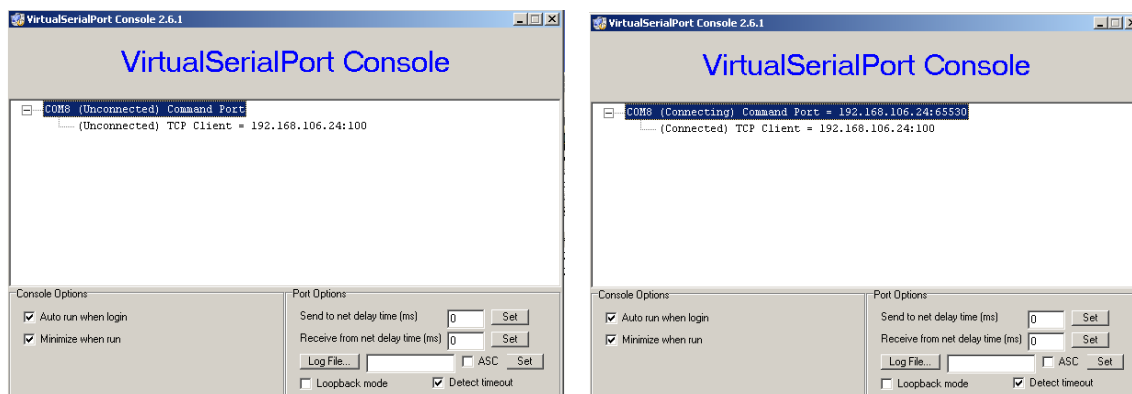 VirtualSerialPort Console 2.6.1
VirtualSerialPort Console
COM8 (Unconnected) Command Port
(Unconnected) TCP Client = 192.168.106.24:100
Console Options
Auto run when login
Minimize when run
Port Options
Send to net delay time (ms) 0 Set
Receive from net delay time (ms) 0 Set
Log File... ASC Set
Loopback mode Detect timeout
VirtualSerialPort Console 2.6.1
VirtualSerialPort Console
COM8 (Connecting) Command Port = 192.168.106.24:65530
(Connected) TCP Client = 192.168.106.24:100
Console Options
Auto run when login
Minimize when run
Port Options
Send to net delay time (ms) 0 Set
Receive from net delay time (ms) 0 Set
Log File... ASC Set
Loopback mode Detect timeout